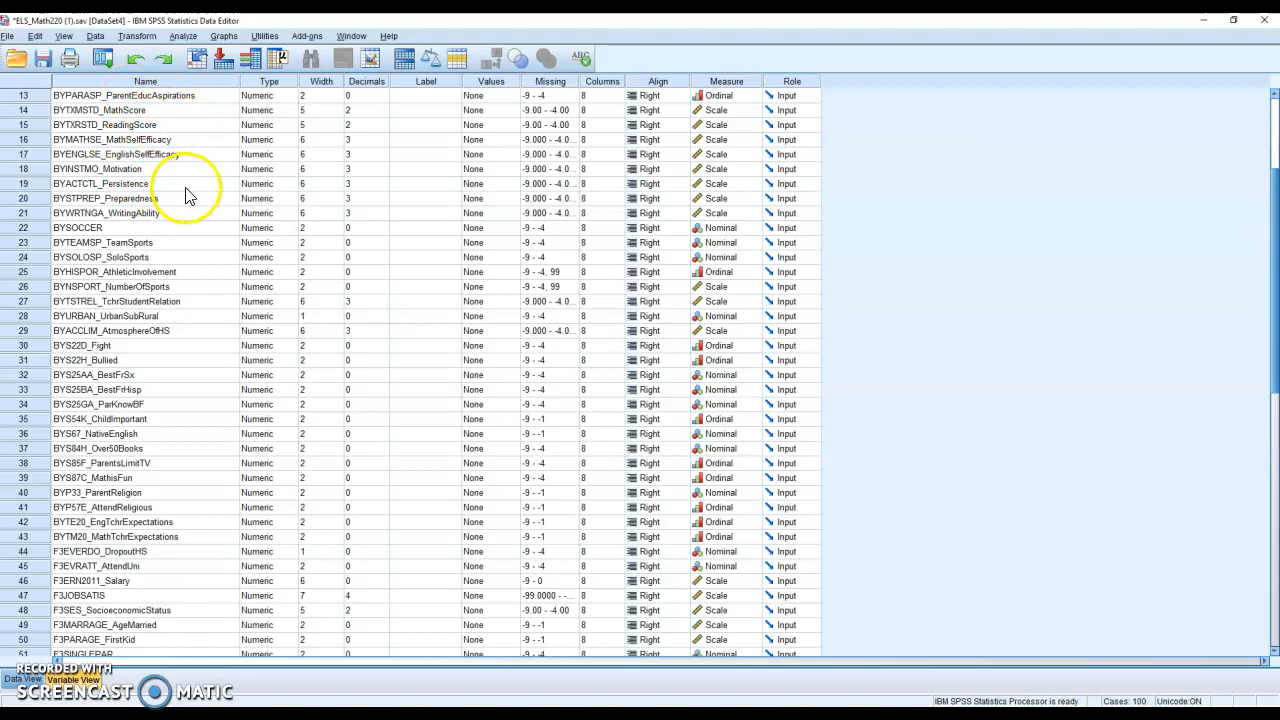 *ELS_Math220 (1).sav [DataSet4] - IBM SPSS Statistics Data Editor
File Edit View Data Transform Analyze Graphs Utilities Add-ons Window Help
Name Type Width Decimals Label Values Missing Columns Align Measure Role
13 BYPARASP_ParentEducAspirations Numeric 2 0 None -9 - -4 8 Right Ordinal Input
14 BYTXMSTD_MathScore Numeric 5 2 None -9.00 - -4.00 8 Right Scale Input
15 BYTXRSTD_ReadingScore Numeric 5 2 None -9.00 - -4.00 8 Right Scale Input
16 BYMATHSE_MathSelfEfficacy Numeric 6 3 None -9.000 - -4.0... 8 Right Scale Input
17 BYENGLSE_EnglishSelfEfficacy Numeric 6 3 None -9.000 - -4.0... 8 Right Scale Input
18 BYINSTMO_Motivation Numeric 6 3 None -9.000 - -4.0... 8 Right Scale Input
19 BYACTCTL_Persistence Numeric 6 3 None -9.000 - -4.0... 8 Right Scale Input
20 BYSTPREP_Preparedness Numeric 6 3 None -9.000 - -4.0... 8 Right Scale Input
21 BYWRTNGA_WritingAbility Numeric 6 3 None -9.000 - -4.0... 8 Right Scale Input
22 BYSOCCER Numeric 2 0 None -9 - -4 8 Right Nominal Input
23 BYTEAMSP_TeamSports Numeric 2 0 None -9 - -4 8 Right Nominal Input
24 BYSOLOSP_SoloSports Numeric 2 0 None -9 - -4 8 Right Nominal Input
25 BYHISPOR_AthleticInvolvement Numeric 2 0 None -9 - -4, 99 8 Right Ordinal Input
26 BYNSPORT_NumberOfSports Numeric 2 0 None -9 - -4, 99 8 Right Scale Input
27 BYTSTREL_TchrStudentRelation Numeric 6 3 None -9.000 - -4.0... 8 Right Scale Input
28 BYURBAN_UrbanSubRural Numeric 1 0 None -9 - -4 8 Right Nominal Input
29 BYACCLIM_AtmosphereOfHS Numeric 6 3 None -9.000 - -4.0... 8 Right Scale Input
30 BYS22D_Fight Numeric 2 0 None -9 - -4 8 Right Ordinal Input
31 BYS22H_Bullied Numeric 2 0 None -9 - -4 8 Right Ordinal Input
32 BYS25AA_BestFrSx Numeric 2 0 None -9 - -4 8 Right Nominal Input
33 BYS25BA_BestFrHisp Numeric 2 0 None -9 - -4 8 Right Nominal Input
34 BYS25GA_ParKnowBF Numeric 2 0 None -9 - -4 8 Right Nominal Input
35 BYS54K_ChildImportant Numeric 2 0 None -9 - -1 8 Right Ordinal Input
36 BYS67_NativeEnglish Numeric 2 0 None -9 - -4 8 Right Nominal Input
37 BYS84H_Over50Books Numeric 2 0 None -9 - -4 8 Right Nominal Input
38 BYS85F_ParentsLimitTV Numeric 2 0 None -9 - -4 8 Right Ordinal Input
39 BYS87C_MathisFun Numeric 2 0 None -9 - -4 8 Right Ordinal Input
40 BYP33_ParentReligion Numeric 2 0 None -9 - -1 8 Right Nominal Input
41 BYP57E_AttendReligious Numeric 2 0 None -9 - -1 8 Right Ordinal Input
42 BYTE20_EngTchrExpectations Numeric 2 0 None -9 - -1 8 Right Ordinal Input
43 BYTM20_MathTchrExpectations Numeric 2 0 None -9 - -1 8 Right Ordinal Input
44 F3EVERDO_DropoutHS Numeric 1 0 None -9 - -4 8 Right Nominal Input
45 F3EVRATT_AttendUni Numeric 2 0 None -9 - -4 8 Right Nominal Input
46 F3ERN2011_Salary Numeric 6 0 None -9 - 0 8 Right Scale Input
47 F3JOBSATIS Numeric 7 4 None -99.0000 - -... 8 Right Scale Input
48 F3SES_SocioeconomicStatus Numeric 5 2 None -9.00 - -4.00 8 Right Scale Input
49 F3MARRAGE_AgeMarried Numeric 2 0 None -9 - -1 8 Right Scale Input
50 F3PARAGE_FirstKid Numeric 2 0 None -9 - -1 8 Right Scale Input
51 F3SINGLEPAR Numeric 2 0 None -9 - -4 8 Right Nominal Input
Data View Variable View
RECORDED WITH
SCREENCAST MATIC
IBM SPSS Statistics Processor is ready Cases: 100 Unicode:ON